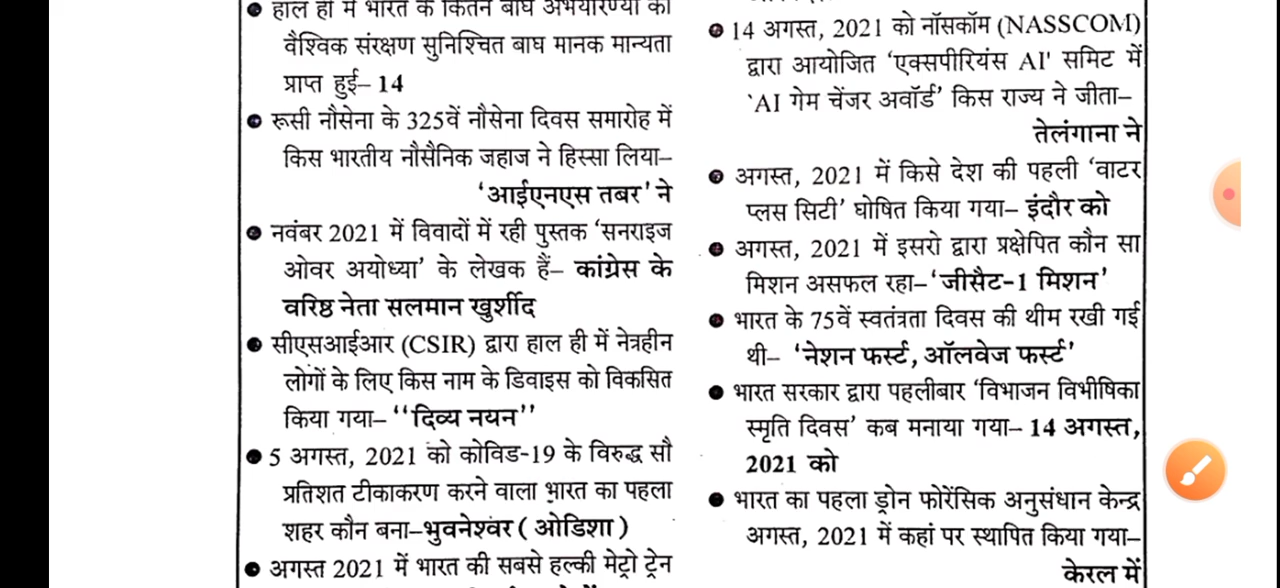 हाल ही में भारत के कितने बाघ अभयारण्यों को
वैश्विक संरक्षण सुनिश्चित बाघ मानक मान्यता
प्राप्त हुई– 14
रूसी नौसेना के 325वें नौसेना दिवस समारोह में
किस भारतीय नौसैनिक जहाज ने हिस्सा लिया–
‘आईएनएस तबर’ ने
नवंबर 2021 में विवादों में रही पुस्तक ‘सनराइज
ओवर अयोध्या’ के लेखक हैं– कांग्रेस के
वरिष्ठ नेता सलमान खुर्शीद
सीएसआईआर (CSIR) द्वारा हाल ही में नेत्रहीन
लोगों के लिए किस नाम के डिवाइस को विकसित
किया गया– ‘‘दिव्य नयन’’
5 अगस्त, 2021 को कोविड-19 के विरुद्ध सौ
प्रतिशत टीकाकरण करने वाला भारत का पहला
शहर कौन बना–भुवनेश्वर ( ओडिशा )
अगस्त 2021 में भारत की सबसे हल्की मेट्रो ट्रेन
14 अगस्त, 2021 को नॉसकॉम (NASSCOM)
द्वारा आयोजित ‘एक्सपीरियंस AI' समिट में
`AI गेम चेंजर अवॉर्ड’ किस राज्य ने जीता–
तेलंगाना ने
अगस्त, 2021 में किसे देश की पहली ‘वाटर
प्लस सिटी’ घोषित किया गया– इंदौर को
अगस्त, 2021 में इसरो द्वारा प्रक्षेपित कौन सा
मिशन असफल रहा–‘जीसैट-1 मिशन’
भारत के 75वें स्वतंत्रता दिवस की थीम रखी गई
थी– ‘नेशन फर्स्ट, ऑलवेज फर्स्ट’
भारत सरकार द्वारा पहलीबार ‘विभाजन विभीषिका
स्मृति दिवस’ कब मनाया गया– 14 अगस्त,
2021 को
भारत का पहला ड्रोन फोरेंसिक अनुसंधान केन्द्र
अगस्त, 2021 में कहां पर स्थापित किया गया–
केरल में